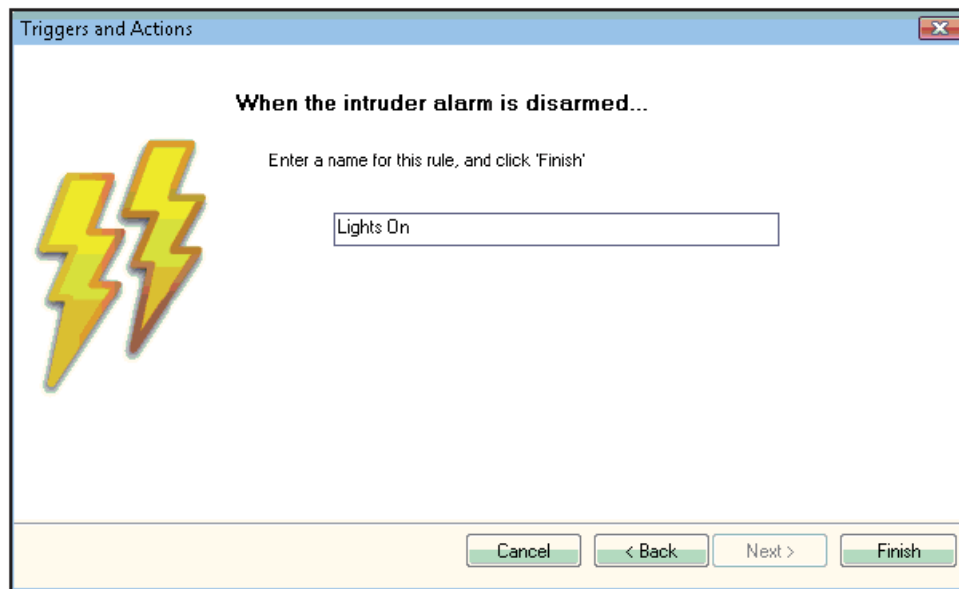 Triggers and Actions
When the intruder alarm is disarmed...
Enter a name for this rule, and click 'Finish'
Lights On
Cancel
< Back
Next >
Finish